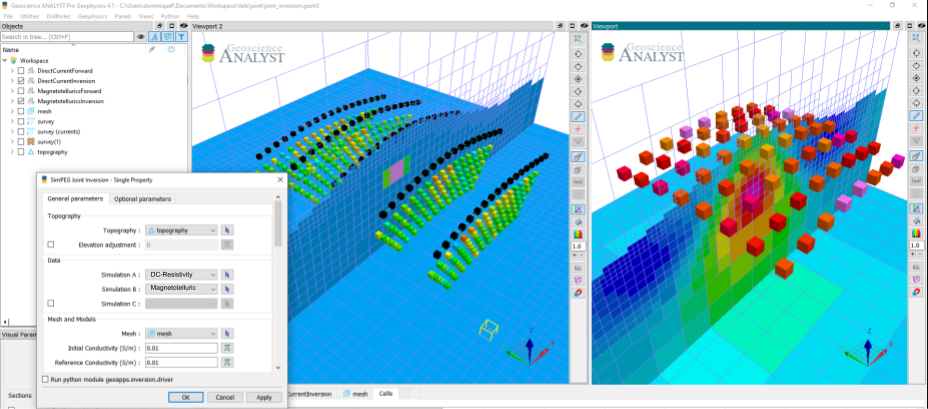 Geoscience ANALYST Pro Geophysics 4.1 - C:\Users\dominiquef\Documents\Workspace\Vale\joint\joint_inversion.geoh5
File Utilities Drillholes Geophysics Panels Views Python Help
Objects
Viewport 2
Viewport
Search in tree... [Ctrl+F]
Name
Workspace
DirectCurrentForward
DirectCurrentInversion
MagnetotelluricsForward
MagnetotelluricsInversion
mesh
survey
survey (currents)
survey(1)
topography
Geoscience
ANALYST
Geoscience
ANALYST
SimPEG Joint Inversion - Single Property
General parameters Optional parameters
Topography
Topography : topography
Elevation adjustment : 0
Data
Simulation A : DC-Resistivity
Simulation B : Magnetotelluric
Simulation C :
Mesh and Models
Mesh : mesh
Initial Conductivity (S/m) : 0.01
Reference Conductivity (S/m) : 0.01
Run python module geoapps.inversion.driver
OK Cancel Apply
Visual Param
Sections
CurrentInversion mesh Cells
1.0
1.0
Z
Z